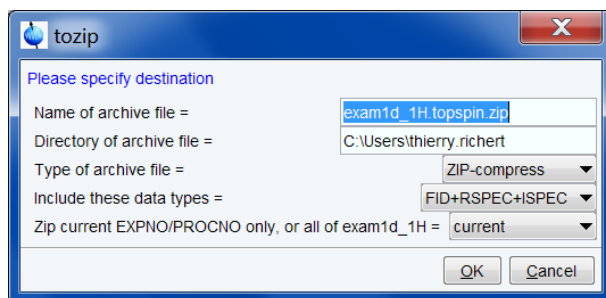 tozip
Please specify destination
Name of archive file = exam1d_1H.topspin.zip
Directory of archive file = C:\Users\thierry.richert
Type of archive file = ZIP-compress
Include these data types = FID+RSPEC+ISPEC
Zip current EXPNO/PROCNO only, or all of exam1d_1H = current
OK Cancel